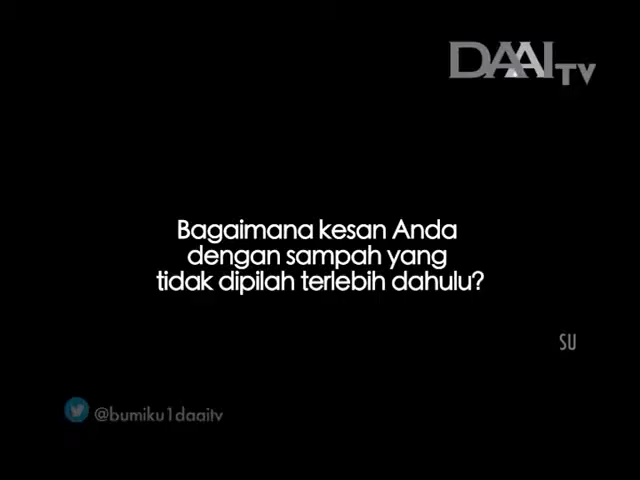 DAAI TV
Bagaimana kesan Anda
dengan sampah yang
tidak dipilah terlebih dahulu?
SU
@bumiku1daaitv